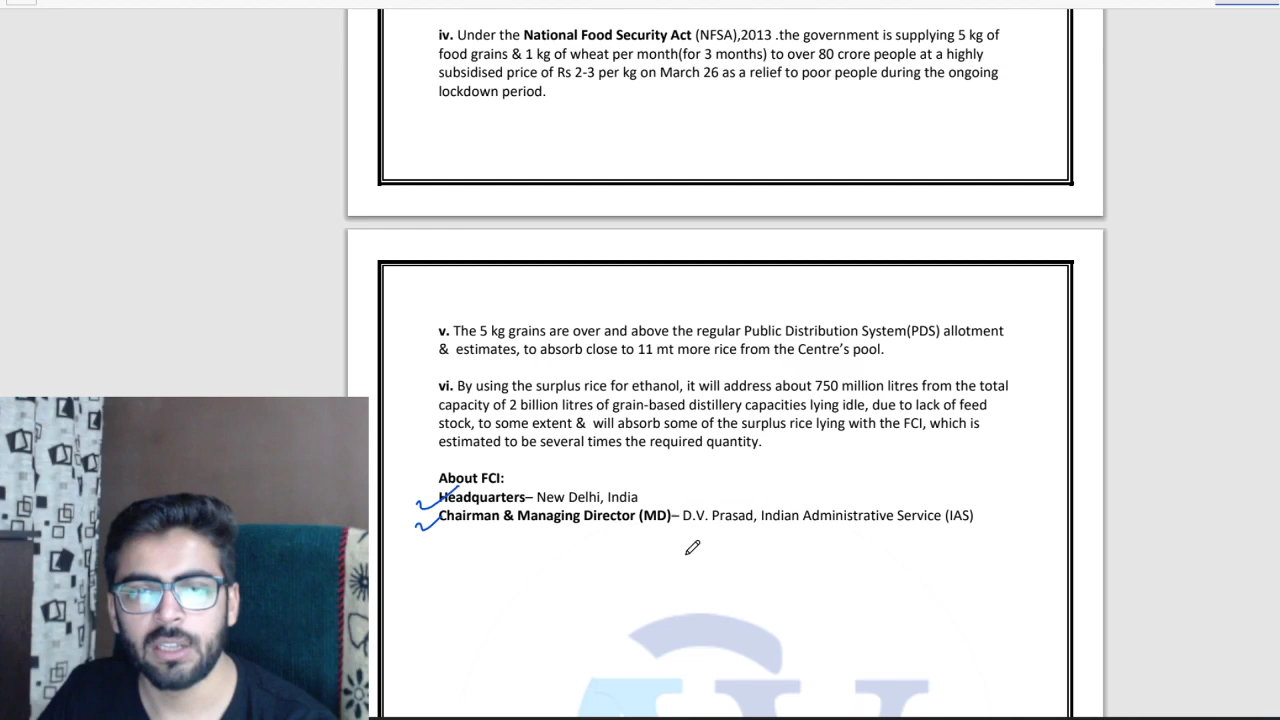 iv. Under the National Food Security Act (NFSA),2013 .the government is supplying 5 kg of
food grains & 1 kg of wheat per month(for 3 months) to over 80 crore people at a highly
subsidised price of Rs 2-3 per kg on March 26 as a relief to poor people during the ongoing
lockdown period.
v. The 5 kg grains are over and above the regular Public Distribution System(PDS) allotment
&  estimates, to absorb close to 11 mt more rice from the Centre’s pool.
vi. By using the surplus rice for ethanol, it will address about 750 million litres from the total
capacity of 2 billion litres of grain-based distillery capacities lying idle, due to lack of feed
stock, to some extent &  will absorb some of the surplus rice lying with the FCI, which is
estimated to be several times the required quantity.
About FCI:
Headquarters– New Delhi, India
Chairman & Managing Director (MD)– D.V. Prasad, Indian Administrative Service (IAS)